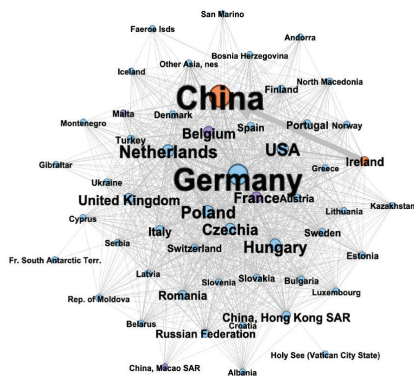 San Marino
Faeroe Isds
Andorra
Bosnia Herzegovina
Other Asia, nes
Iceland
North Macedonia
Finland
China
Malta
Denmark
Montenegro
Spain
Portugal
Norway
Belgium
Turkey
Netherlands
USA
Ireland
Gibraltar
Greece
Germany
Ukraine
United Kingdom
France
Austria
Kazakhstan
Cyprus
Poland
Lithuania
Czechia
Italy
Sweden
Serbia
Switzerland
Hungary
Estonia
Fr. South Antarctic Terr.
Latvia
Slovenia
Slovakia
Bulgaria
Luxembourg
Rep. of Moldova
Romania
China, Hong Kong SAR
Belarus
Croatia
Russian Federation
Holy See (Vatican City State)
China, Macao SAR
Albania